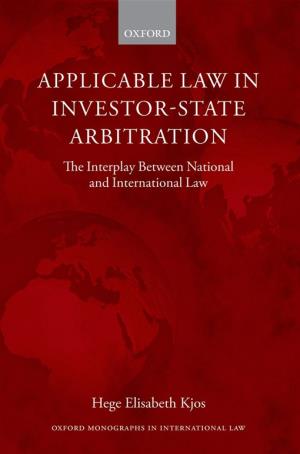 OXFORD
APPLICABLE LAW IN
INVESTOR-STATE
ARBITRATION
The Interplay Between National
and International Law
Hege Elisabeth Kjos
OXFORD MONOGRAPHS IN INTERNATIONAL LAW